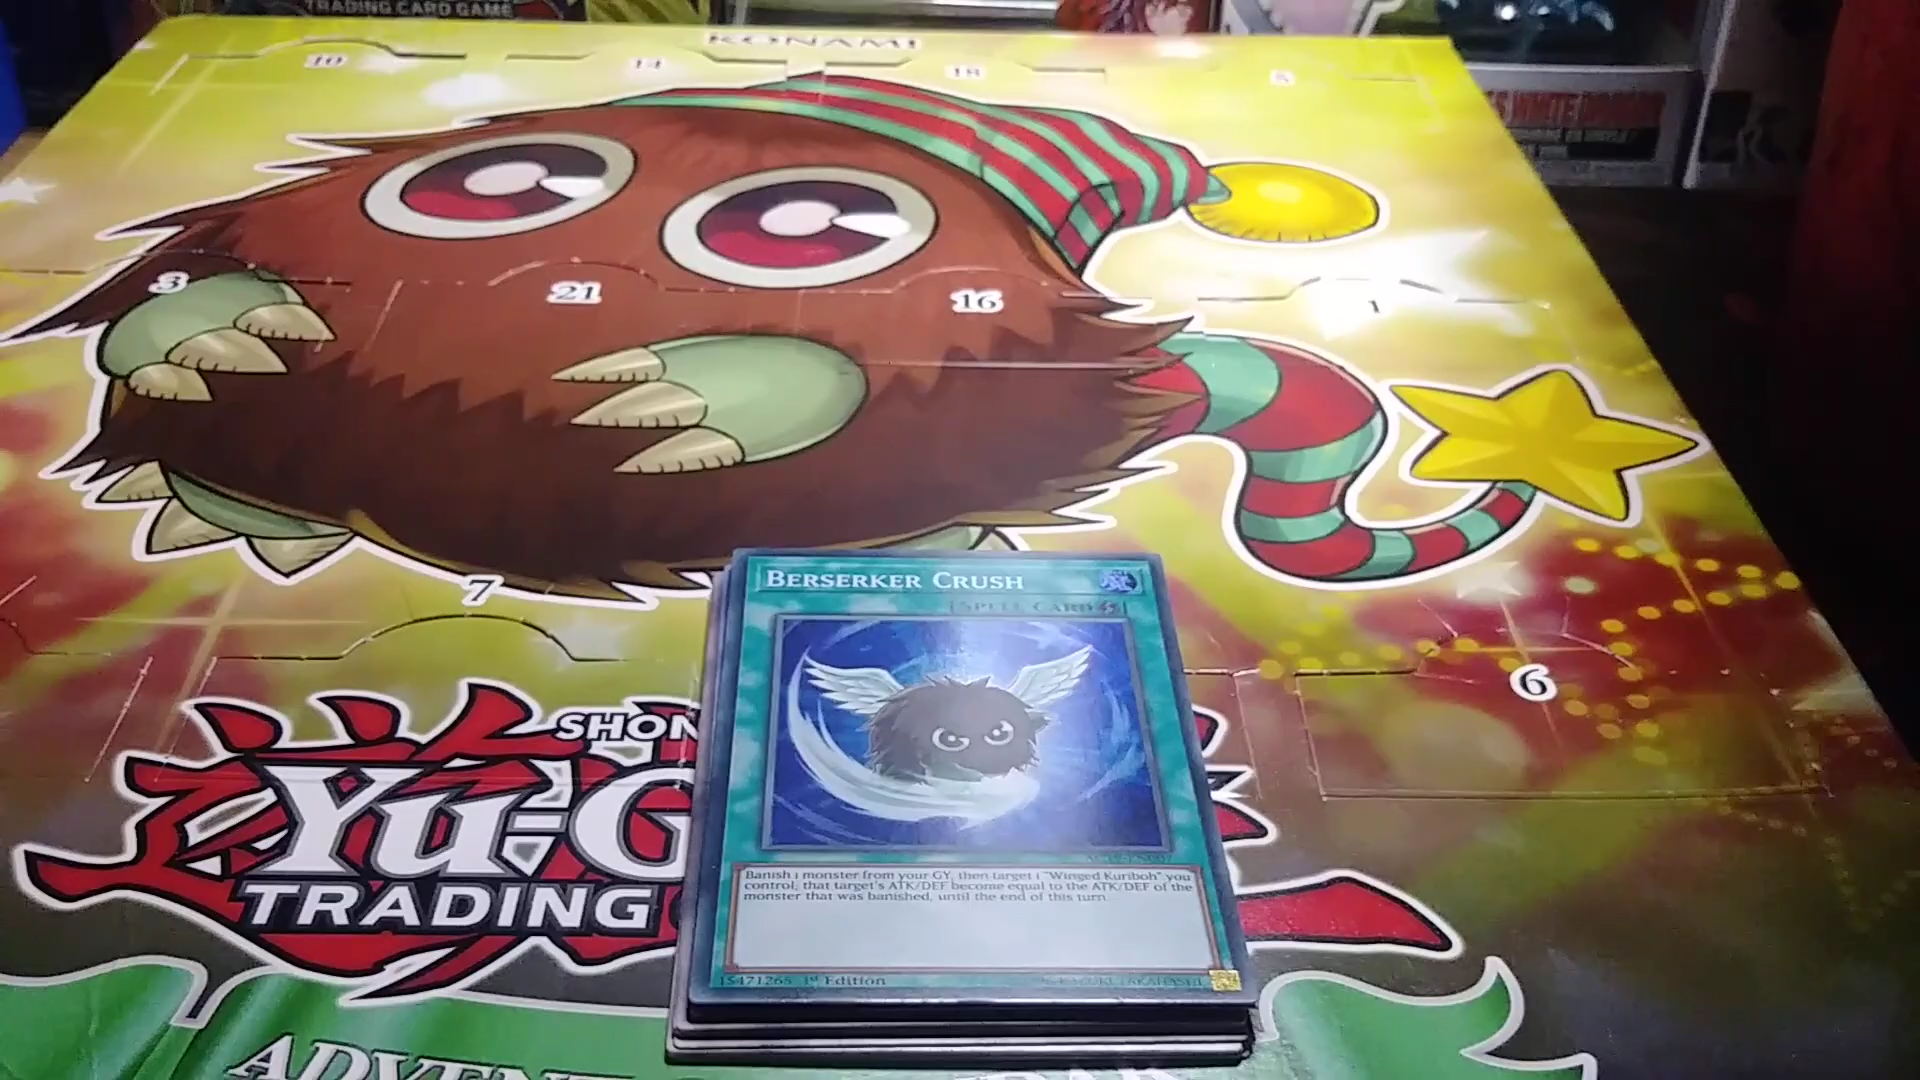 TRADING CARD GAME
KONAMI
10
14
18
3
21
16
1
7
6
SHON
YU-G
TRADING
BERSERKER CRUSH
[SPELL CARD
Banish 1 monster from your GY, then target 1 "Winged Kuriboh" you
control; that target's ATK/DEF become equal to the ATK/DEF of the
monster that was banished, until the end of this turn.
15471265
1st Edition
KAZUKI TAKAHASHI